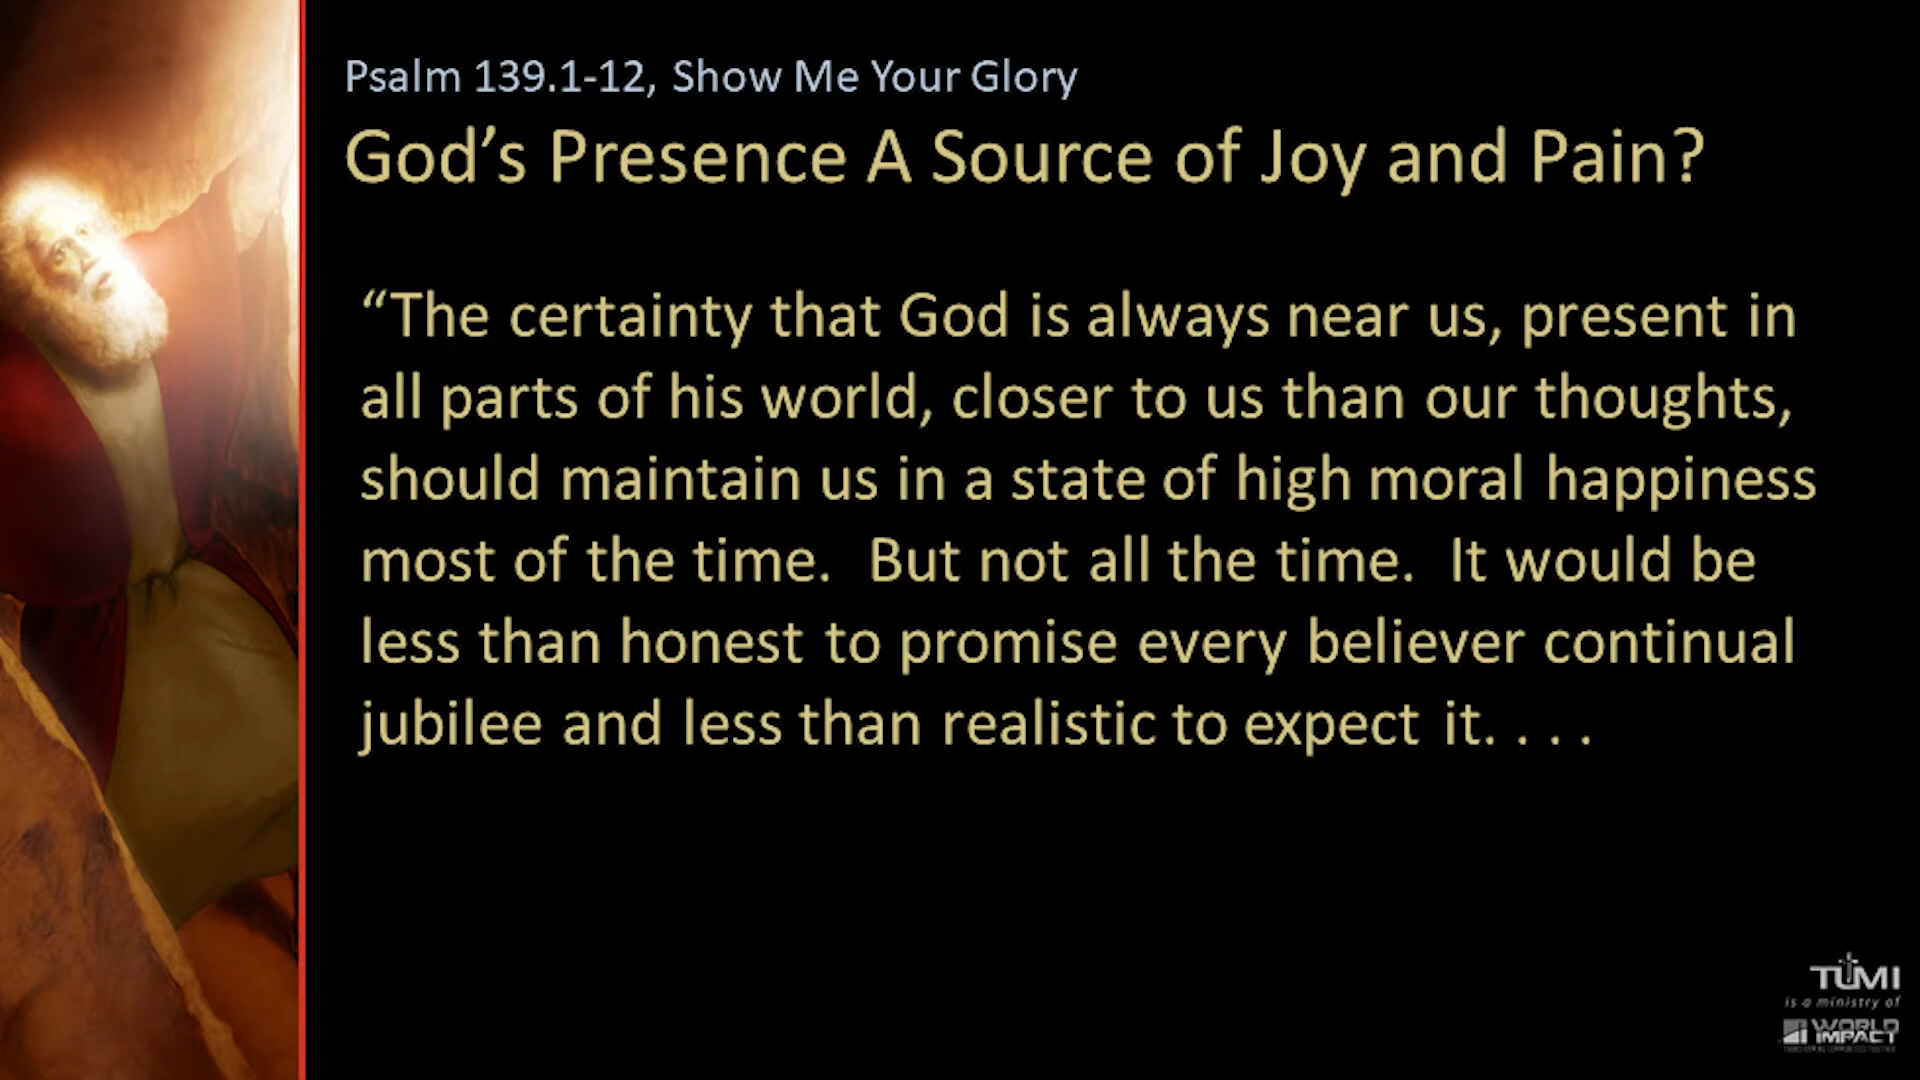 Psalm 139.1-12, Show Me Your Glory
God’s Presence A Source of Joy and Pain?
“The certainty that God is always near us, present in
all parts of his world, closer to us than our thoughts,
should maintain us in a state of high moral happiness
most of the time.  But not all the time.  It would be
less than honest to promise every believer continual
jubilee and less than realistic to expect it. . . .
TUMI
is a ministry of
WORLD
IMPACT